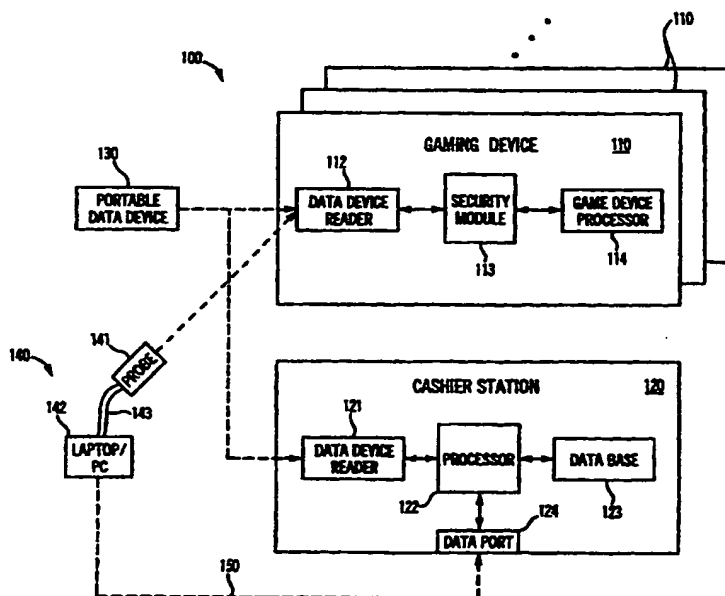 110
100
GAMING DEVICE
110
130
PORTABLE
DATA DEVICE
112
DATA DEVICE
READER
SECURITY
MODULE
113
GAME DEVICE
PROCESSOR
114
140
141
PROBE
142
143
LAPTOP/
PC
CASHIER STATION
120
121
DATA DEVICE
READER
PROCESSOR
122
DATA BASE
123
124
DATA PORT
150